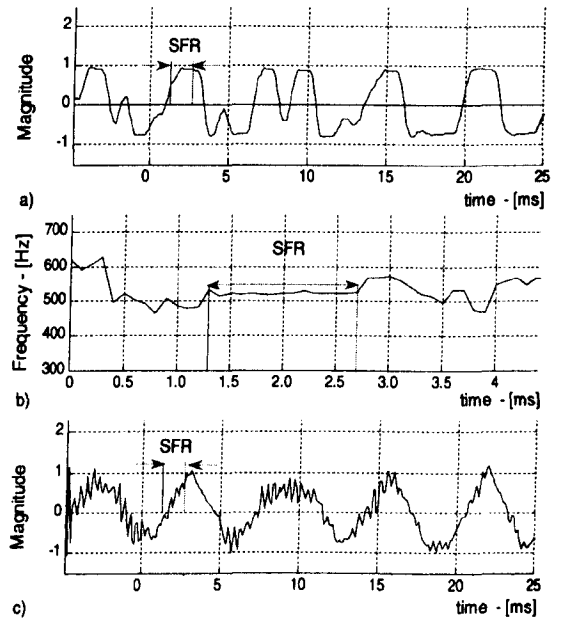 2
SFR
1
Magnitude
0
-1
0 5 10 15 20 25
a) time - [ms]
700
SFR
600
Frequency - [Hz]
500
400
300
0 0.5 1.0 1.5 2.0 2.5 3.0 3.5 4
b) time - [ms]
2
SFR
1
Magnitude
0
-1
0 5 10 15 20 25
c) time - [ms]